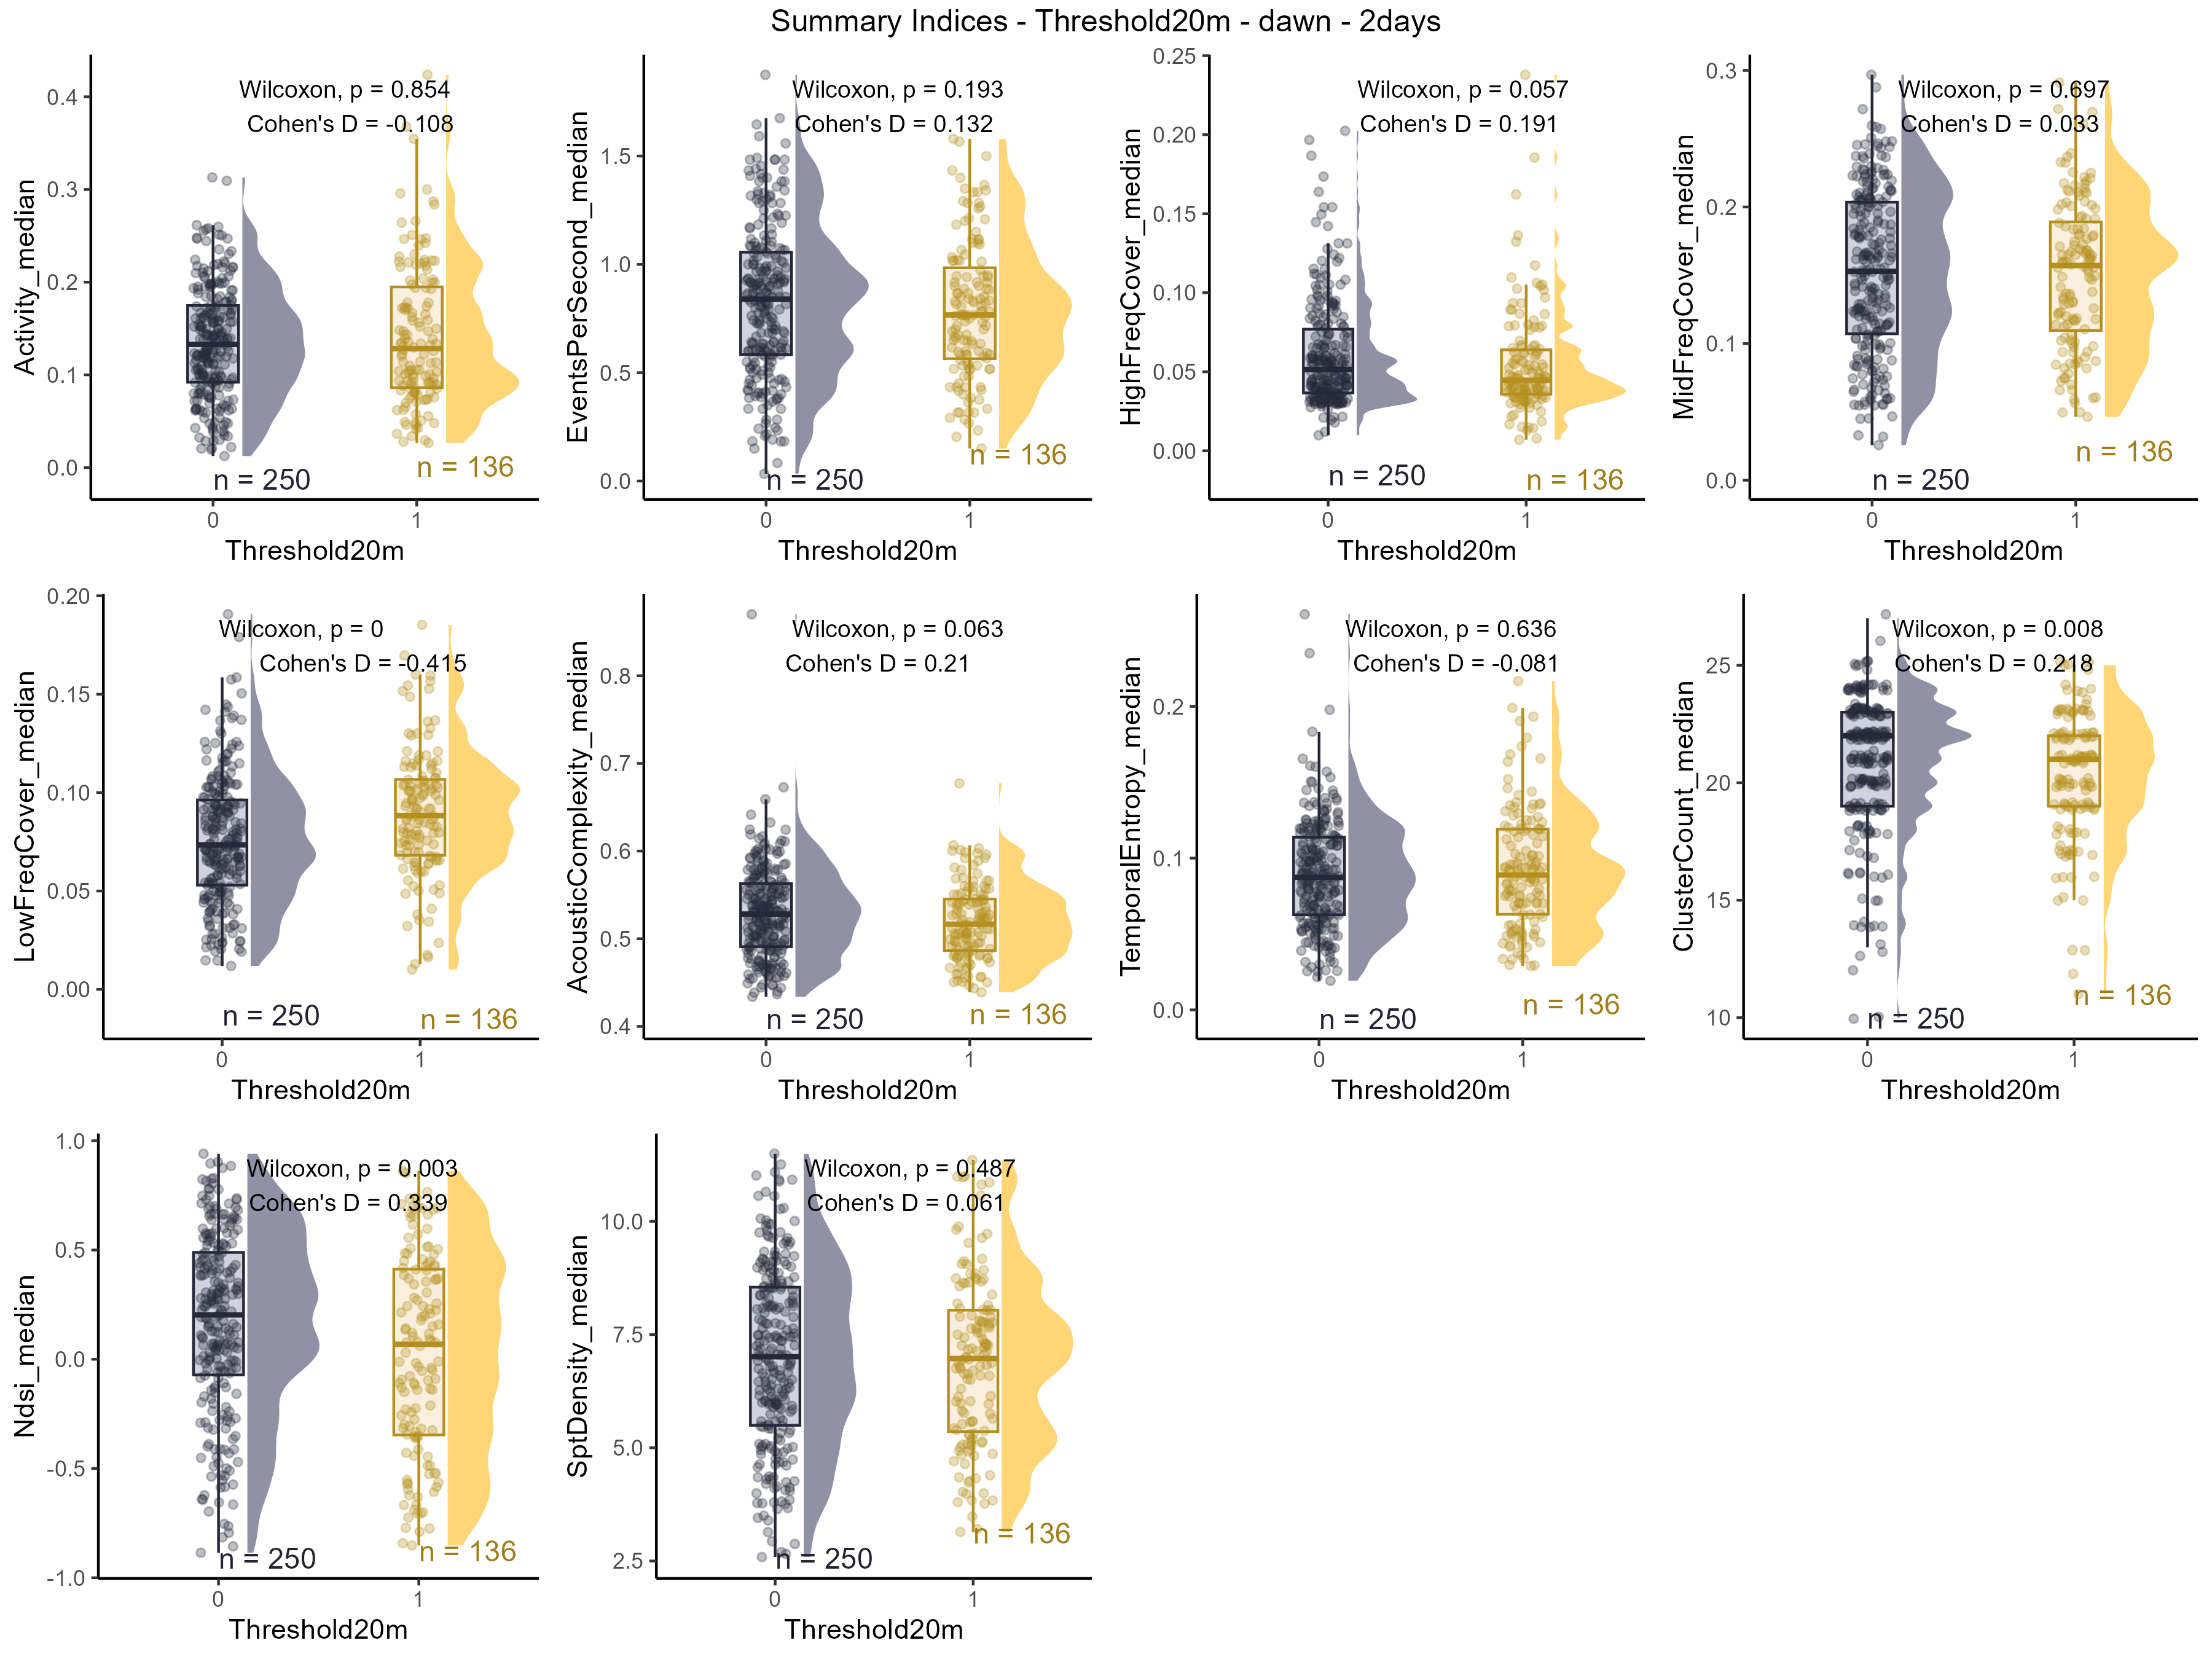 Summary Indices - Threshold20m - dawn - 2days
Activity_median
0.4
0.3
0.2
0.1
0.0
Wilcoxon, p = 0.854
Cohen's D = -0.108
n = 250
n = 136
0
1
Threshold20m
EventsPerSecond_median
1.5
1.0
0.5
0.0
Wilcoxon, p = 0.193
Cohen's D = 0.132
n = 250
n = 136
0
1
Threshold20m
HighFreqCover_median
0.25
0.20
0.15
0.10
0.05
0.00
Wilcoxon, p = 0.057
Cohen's D = 0.191
n = 250
n = 136
0
1
Threshold20m
MidFreqCover_median
0.3
0.2
0.1
0.0
Wilcoxon, p = 0.697
Cohen's D = 0.033
n = 250
n = 136
0
1
Threshold20m
LowFreqCover_median
0.20
0.15
0.10
0.05
0.00
Wilcoxon, p = 0
Cohen's D = -0.415
n = 250
n = 136
0
1
Threshold20m
AcousticComplexity_median
0.8
0.7
0.6
0.5
0.4
Wilcoxon, p = 0.063
Cohen's D = 0.21
n = 250
n = 136
0
1
Threshold20m
TemporalEntropy_median
0.2
0.1
0.0
Wilcoxon, p = 0.636
Cohen's D = -0.081
n = 250
n = 136
0
1
Threshold20m
ClusterCount_median
25
20
15
10
Wilcoxon, p = 0.008
Cohen's D = 0.218
n = 250
n = 136
0
1
Threshold20m
Ndsi_median
1.0
0.5
0.0
-0.5
-1.0
Wilcoxon, p = 0.003
Cohen's D = 0.339
n = 250
n = 136
0
1
Threshold20m
SptDensity_median
10.0
7.5
5.0
2.5
Wilcoxon, p = 0.487
Cohen's D = 0.061
n = 250
n = 136
0
1
Threshold20m